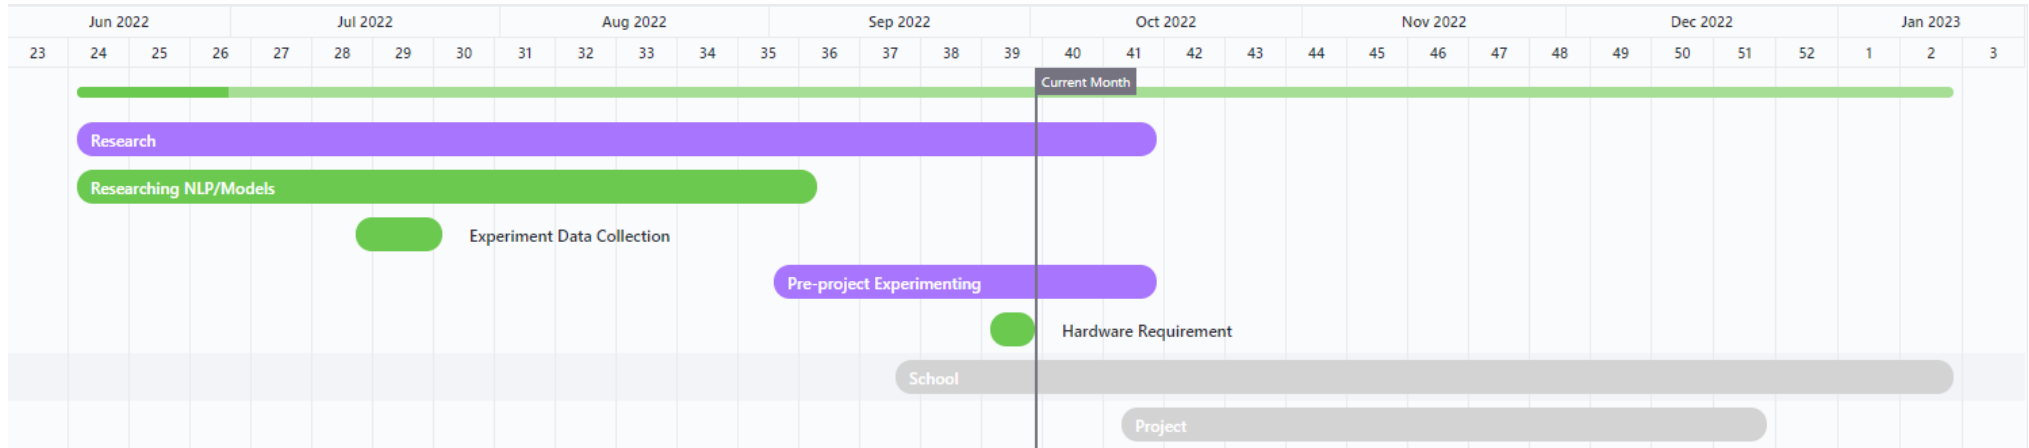 Jun 2022 Jul 2022 Aug 2022 Sep 2022 Oct 2022 Nov 2022 Dec 2022 Jan 2023
23 24 25 26 27 28 29 30 31 32 33 34 35 36 37 38 39 40 41 42 43 44 45 46 47 48 49 50 51 52 1 2 3
Current Month
Research
Researching NLP/Models
Experiment Data Collection
Pre-project Experimenting
Hardware Requirement
School
Project